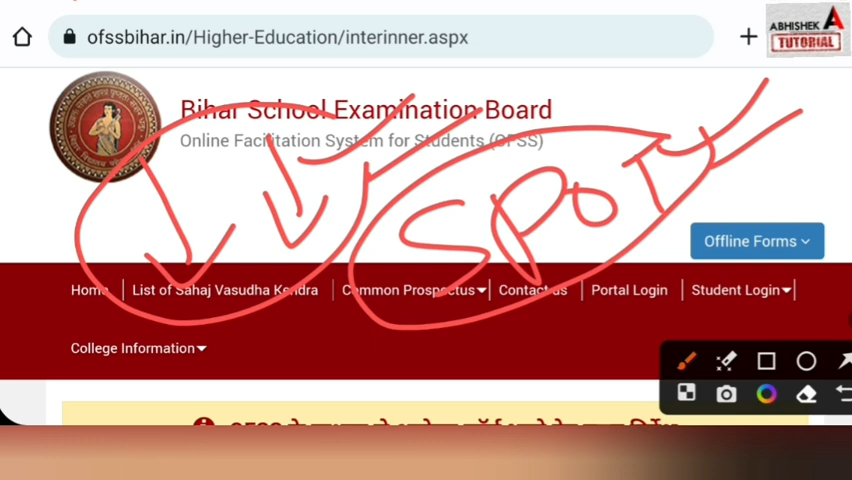 ofssbihar.in/Higher-Education/interinner.aspx
ABHISHEK A
TUTORIAL
Bihar School Examination Board
Online Facilitation System for Students (OFSS)
SPOT
Offline Forms
Home List of Sahaj Vasudha Kendra Common Prospectus Contact us Portal Login Student Login
College Information